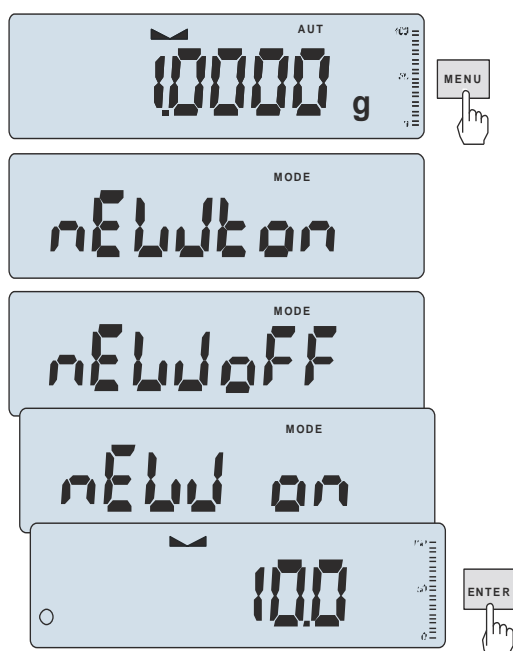 AUT
1.0000 g
MENU
MODE
nEWton
MODE
nEWoFF
MODE
nEW on
10.0
ENTER